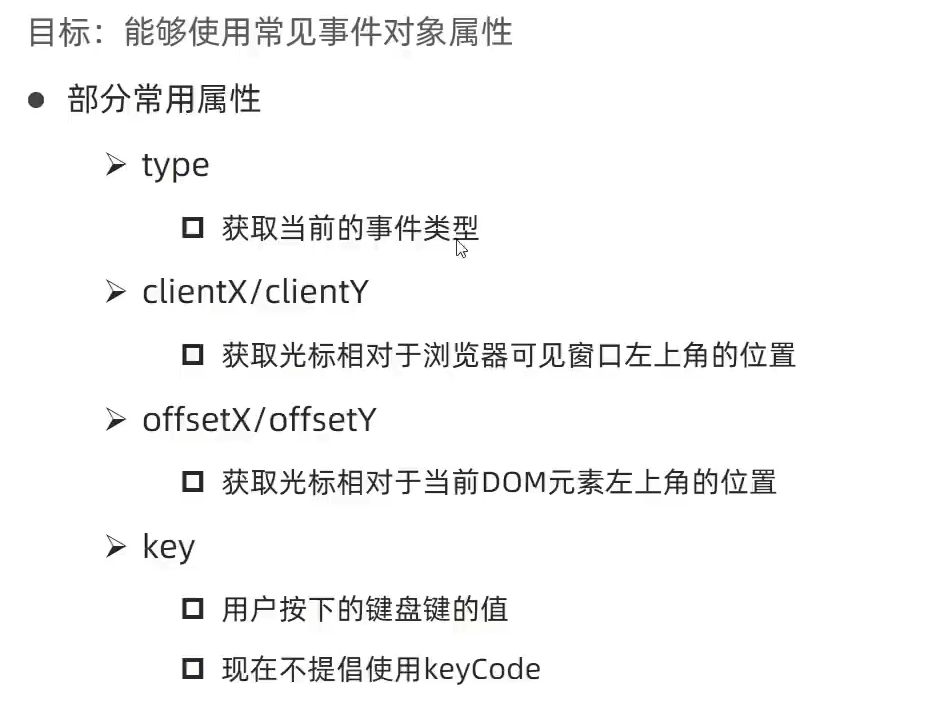 目标：能够使用常见事件对象属性
部分常用属性
type
获取当前的事件类型
clientX/clientY
获取光标相对于浏览器可见窗口左上角的位置
offsetX/offsetY
获取光标相对于当前DOM元素左上角的位置
key
用户按下的键盘键的值
现在不提倡使用keyCode